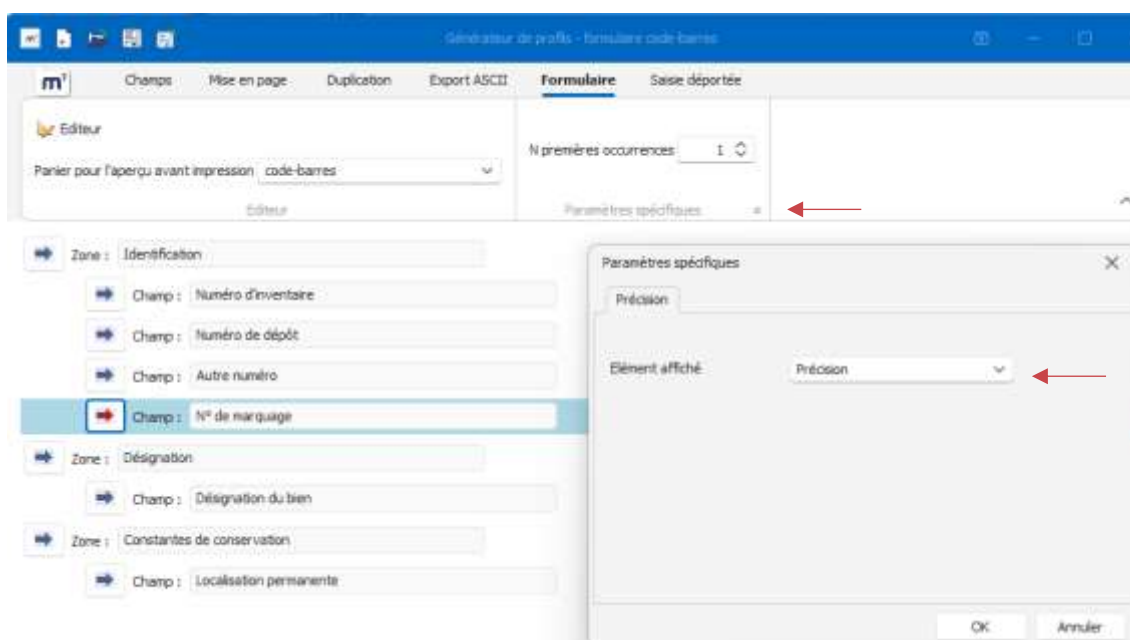 Générateur de profils - formulaire code-barres
m³ Champs Mise en page Duplication Export ASCII Formulaire Saisie déportée
Editeur
N premières occurrences 1
Panier pour l'aperçu avant impression code-barres
Editeur Paramètres spécifiques
Zone : Identification
Paramètres spécifiques
Champ : Numéro d'inventaire
Précision
Champ : Numéro de dépôt
Elément affiché Précision
Champ : Autre numéro
Champ : N° de marquage
Zone : Désignation
Champ : Désignation du bien
Zone : Constantes de conservation
Champ : Localisation permanente
OK Annuler